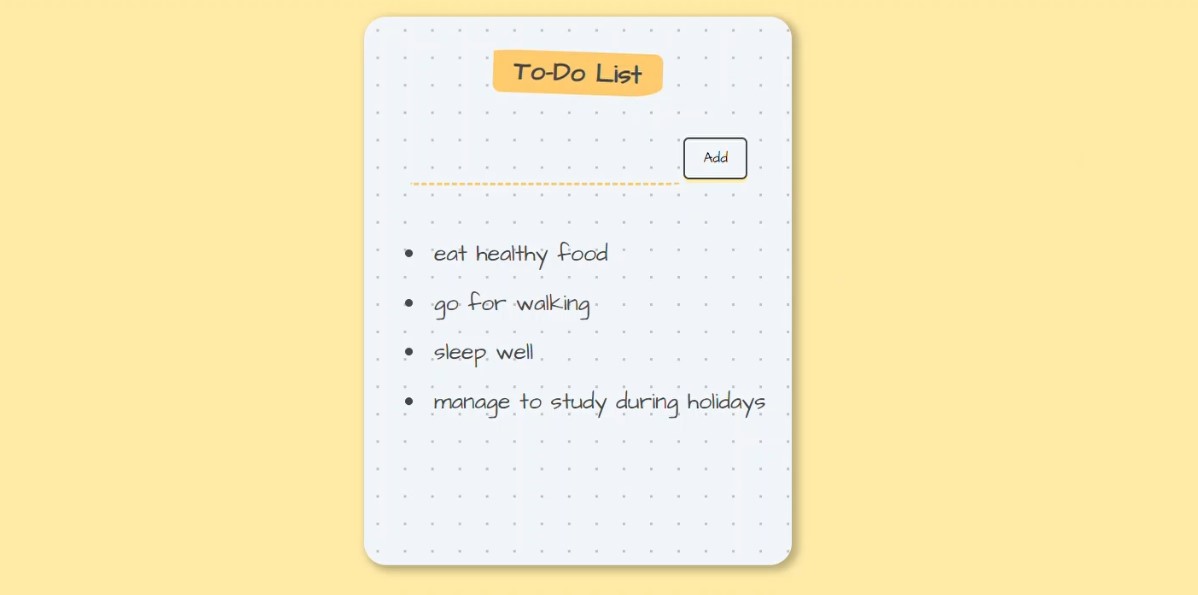 To-Do List
Add
eat healthy food
go for walking
sleep well
manage to study during holidays